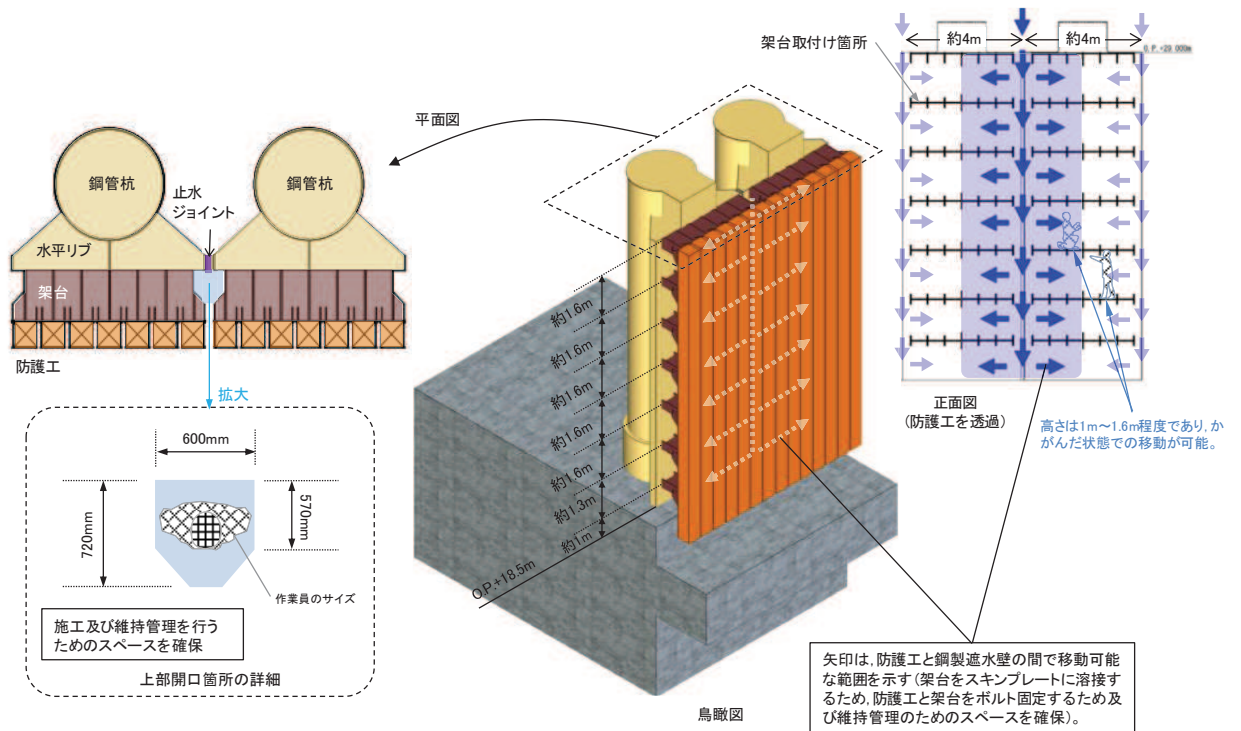 平面図
鋼管杭
鋼管杭
止水
ジョイント
水平リブ
架台
防護工
拡大
600mm
720mm
570mm
作業員のサイズ
施工及び維持管理を行う
ためのスペースを確保
上部開口箇所の詳細
約1.6m
約1.6m
約1.6m
約1.6m
約1.6m
約1.3m
約1m
O.P.+18.5m
鳥瞰図
架台取付け箇所
約4m
約4m
O.P.+29.000m
正面図
(防護工を透過)
高さは1m~1.6m程度であり,か
がんだ状態での移動が可能。
矢印は,防護工と鋼製遮水壁の間で移動可能
な範囲を示す(架台をスキンプレートに溶接す
るため,防護工と架台をボルト固定するため及
び維持管理のためのスペースを確保)。